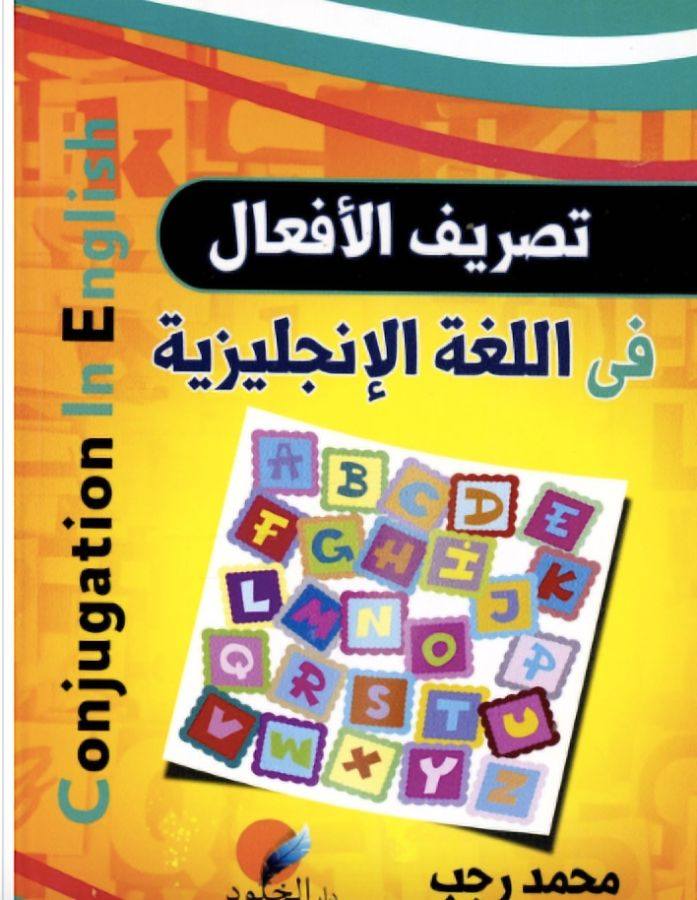 تصريف الأفعال
فى اللغة الإنجليزية
Conjugation In English
A B C D E
F G H I J K
L M N O P
Q R S T U
V W X Y Z
محمد رجب
دار الخلود